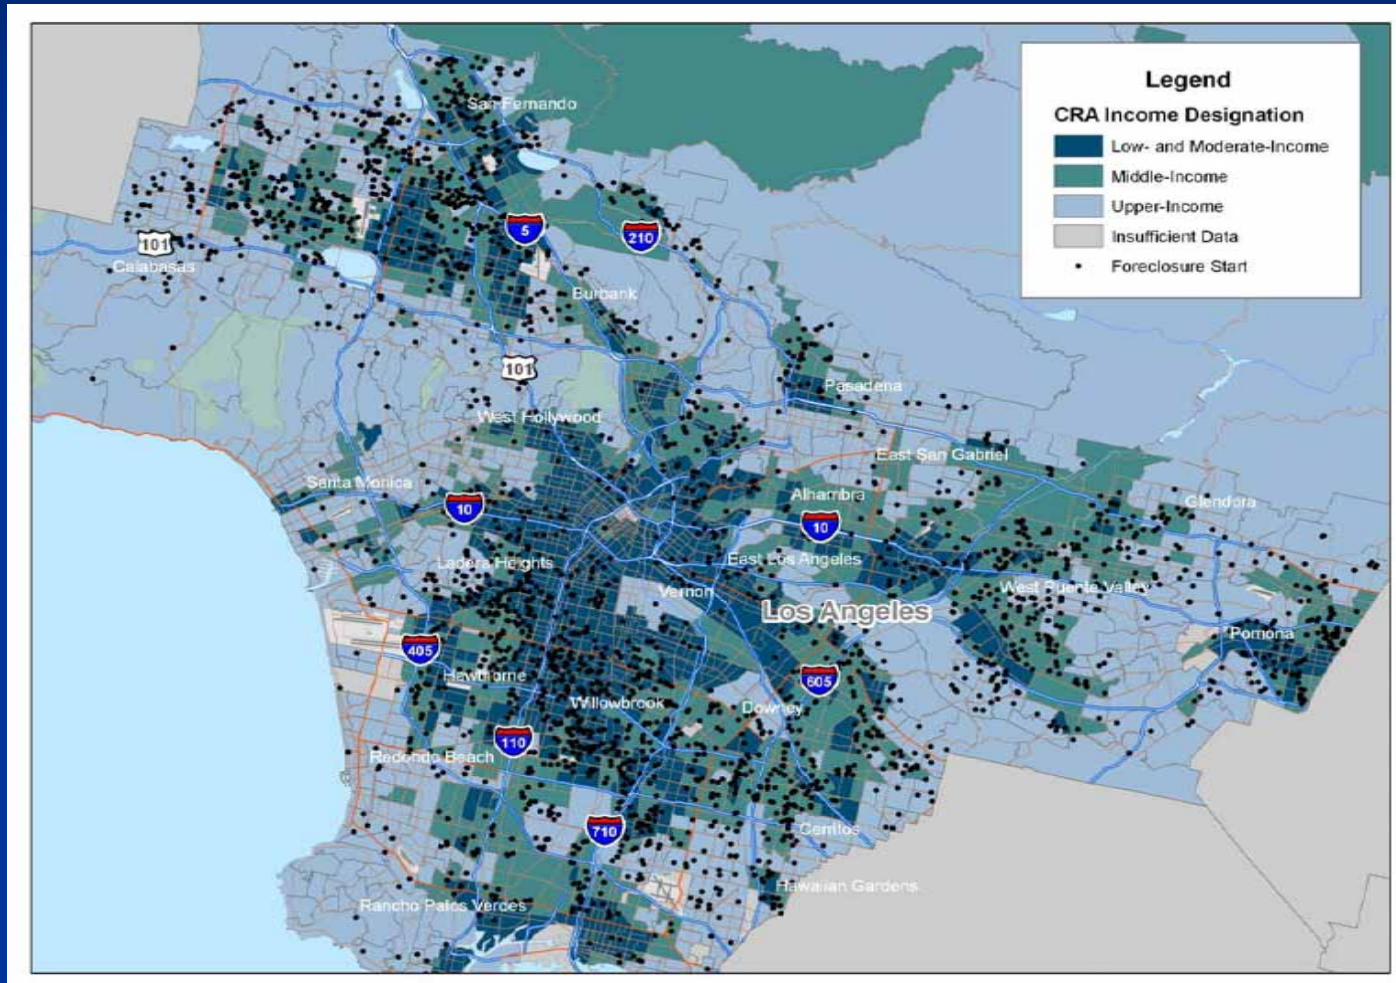 Legend
CRA Income Designation
Low- and Moderate-Income
Middle-Income
Upper-Income
Insufficient Data
Foreclosure Start
San Fernando
5
210
101
Calabasas
Burbank
101
Pasadena
West Hollywood
East San Gabriel
Santa Monica
Alhambra
Glendora
10
10
Ladera Heights
East Los Angeles
Vernon
West Puente Valley
Los Angeles
Pomona
405
Hawthorne
605
Willowbrook
Downey
110
Redondo Beach
710
Cerritos
Hawaiian Gardens
Rancho Palos Verdes